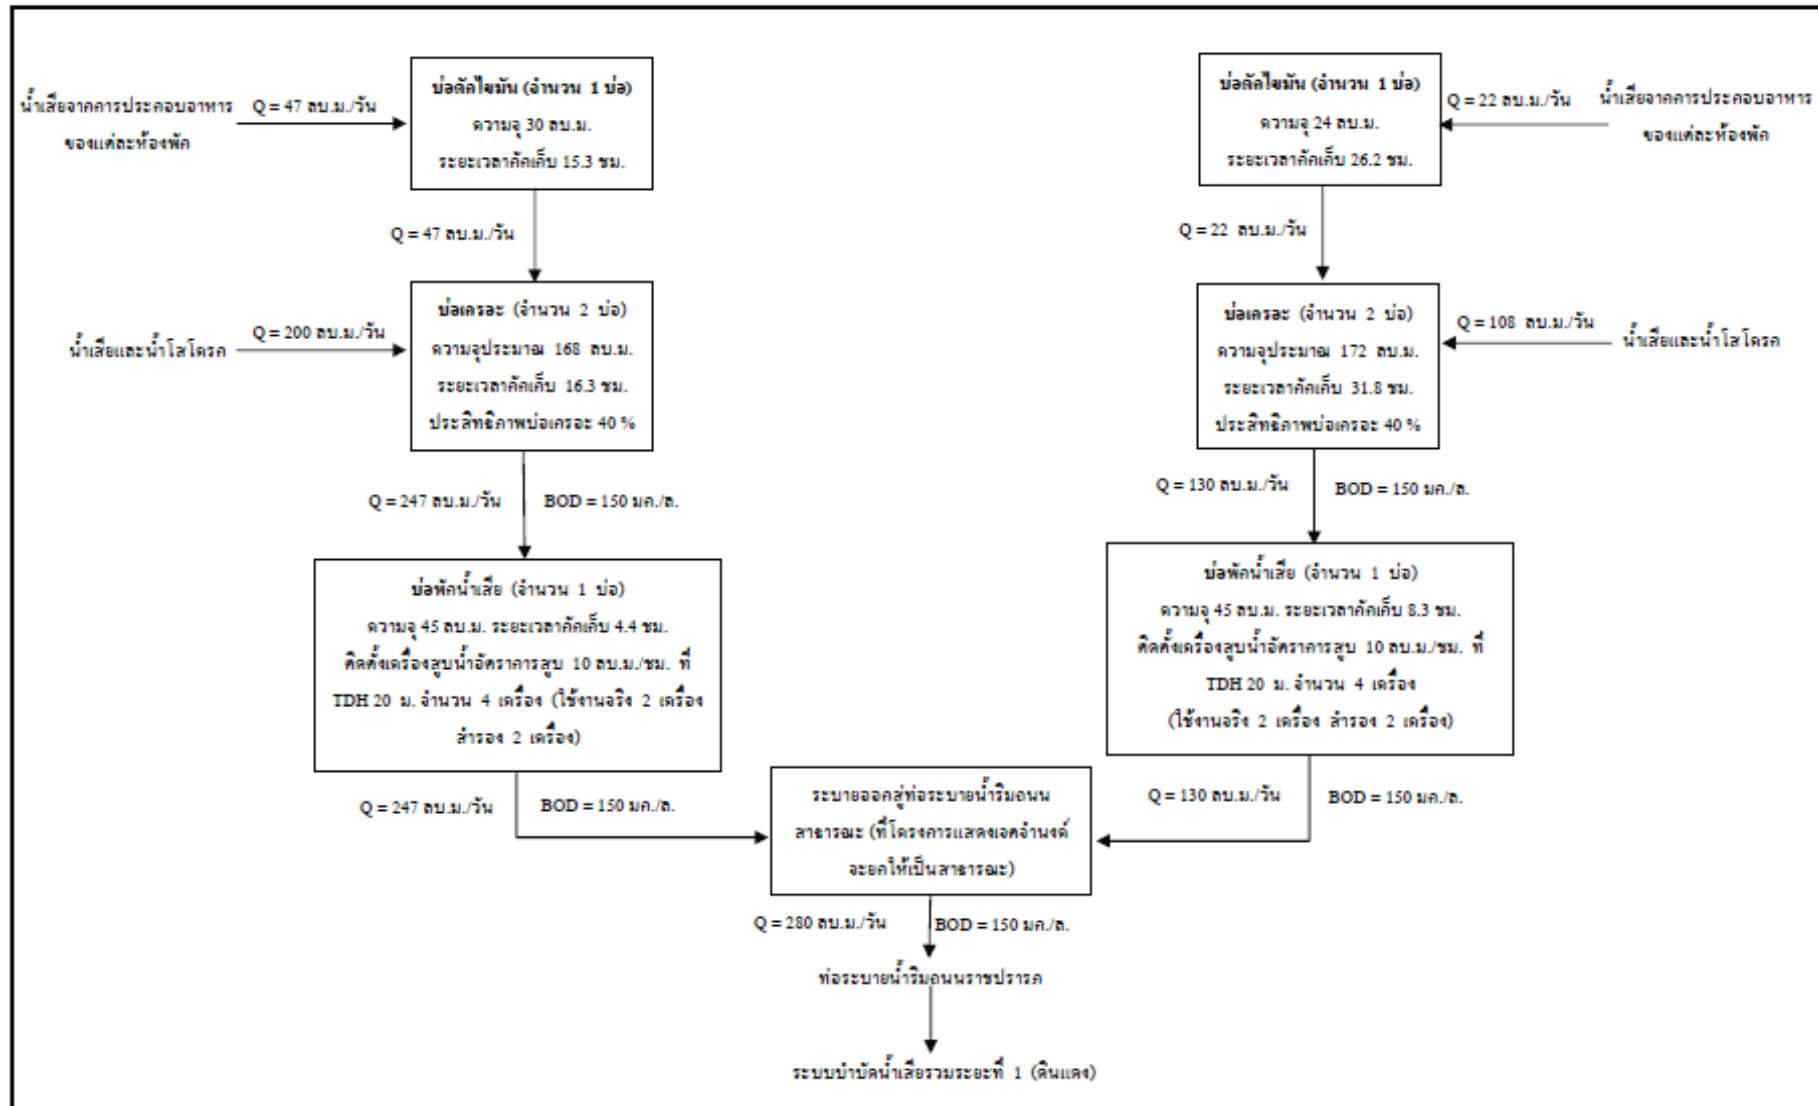 บ่อดักไขมัน (จำนวน 1 บ่อ)
ความจุ 30 ลบ.ม.
ระยะเวลากักเก็บ 15.3 ชม.
น้ำเสียจากการประกอบอาหาร
ของแต่ละห้องพัก
Q = 47 ลบ.ม./วัน
Q = 47 ลบ.ม./วัน
บ่อเกรอะ (จำนวน 2 บ่อ)
ความจุประมาณ 168 ลบ.ม.
ระยะเวลากักเก็บ 16.3 ชม.
ประสิทธิภาพบ่อเกรอะ 40 %
น้ำเสียและน้ำโสโครก
Q = 200 ลบ.ม./วัน
Q = 247 ลบ.ม./วัน
BOD = 150 มก./ล.
บ่อพักน้ำเสีย (จำนวน 1 บ่อ)
ความจุ 45 ลบ.ม. ระยะเวลากักเก็บ 4.4 ชม.
ติดตั้งเครื่องสูบน้ำอัตราการสูบ 10 ลบ.ม./ชม. ที่
TDH 20 ม. จำนวน 4 เครื่อง (ใช้งานจริง 2 เครื่อง
สำรอง 2 เครื่อง)
Q = 247 ลบ.ม./วัน
BOD = 150 มก./ล.
บ่อดักไขมัน (จำนวน 1 บ่อ)
ความจุ 24 ลบ.ม.
ระยะเวลากักเก็บ 26.2 ชม.
Q = 22 ลบ.ม./วัน
น้ำเสียจากการประกอบอาหาร
ของแต่ละห้องพัก
Q = 22 ลบ.ม./วัน
บ่อเกรอะ (จำนวน 2 บ่อ)
ความจุประมาณ 172 ลบ.ม.
ระยะเวลากักเก็บ 31.8 ชม.
ประสิทธิภาพบ่อเกรอะ 40 %
Q = 108 ลบ.ม./วัน
น้ำเสียและน้ำโสโครก
Q = 130 ลบ.ม./วัน
BOD = 150 มก./ล.
บ่อพักน้ำเสีย (จำนวน 1 บ่อ)
ความจุ 45 ลบ.ม. ระยะเวลากักเก็บ 8.3 ชม.
ติดตั้งเครื่องสูบน้ำอัตราการสูบ 10 ลบ.ม./ชม. ที่
TDH 20 ม. จำนวน 4 เครื่อง
(ใช้งานจริง 2 เครื่อง สำรอง 2 เครื่อง)
Q = 130 ลบ.ม./วัน
BOD = 150 มก./ล.
ระบายออกสู่ท่อระบายน้ำริมถนน
สาธารณะ (ที่โครงการแสดงเจตจำนงค์
จะยกให้เป็นสาธารณะ)
Q = 280 ลบ.ม./วัน
BOD = 150 มก./ล.
ท่อระบายน้ำริมถนนราชปรารภ
ระบบบำบัดน้ำเสียรวมระยะที่ 1 (ดินแดง)